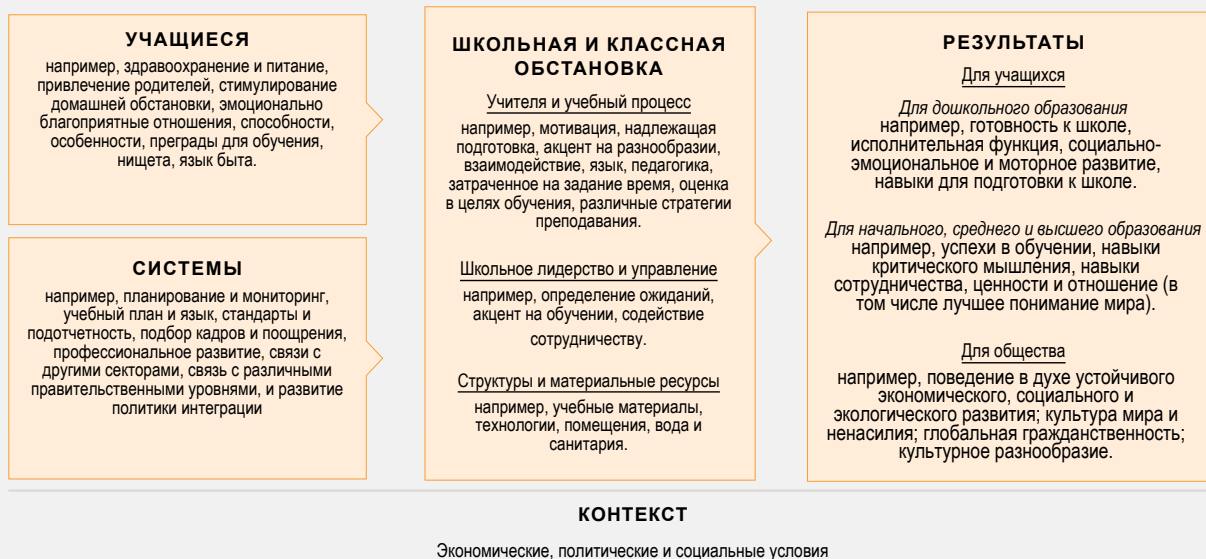 УЧАЩИЕСЯ
например, здравоохранение и питание,
привлечение родителей, стимулирование
домашней обстановки, эмоционально
благоприятные отношения, способности,
особенности, преграды для обучения,
нищета, язык быта.
СИСТЕМЫ
например, планирование и мониторинг,
учебный план и язык, стандарты и
подотчетность, подбор кадров и поощрения,
профессиональное развитие, связи с
другими секторами, связь с различными
правительственными уровнями, и развитие
политики интеграции
ШКОЛЬНАЯ И КЛАССНАЯ
ОБСТАНОВКА
Учителя и учебный процесс
например, мотивация, надлежащая
подготовка, акцент на разнообразии,
взаимодействие, язык, педагогика,
затраченное на задание время, оценка
в целях обучения, различные стратегии
преподавания.
Школьное лидерство и управление
например, определение ожиданий,
акцент на обучении, содействие
сотрудничеству.
Структуры и материальные ресурсы
например, учебные материалы,
технологии, помещения, вода и
санитария.
РЕЗУЛЬТАТЫ
Для учащихся
Для дошкольного образования
например, готовность к школе,
исполнительная функция, социально-
эмоциональное и моторное развитие,
навыки для подготовки к школе.
Для начального, среднего и высшего образования
например, успехи в обучении, навыки
критического мышления, навыки
сотрудничества, ценности и отношение (в
том числе лучшее понимание мира).
Для общества
например, поведение в духе устойчивого
экономического, социального и
экологического развития; культура мира и
ненасилия; глобальная гражданственность;
культурное разнообразие.
КОНТЕКСТ
Экономические, политические и социальные условия